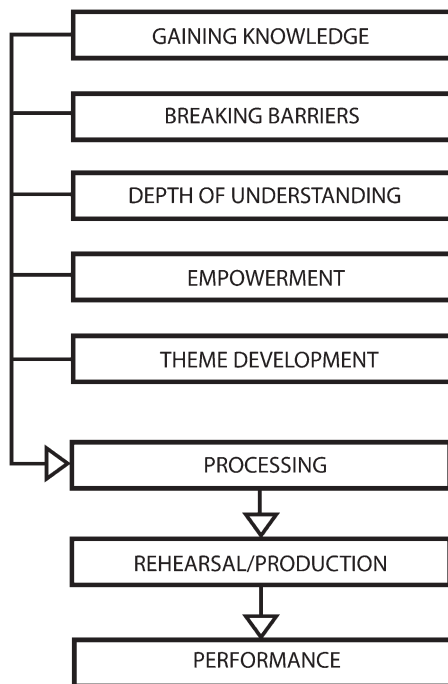 GAINING KNOWLEDGE
BREAKING BARRIERS
DEPTH OF UNDERSTANDING
EMPOWERMENT
THEME DEVELOPMENT
PROCESSING
REHEARSAL/PRODUCTION
PERFORMANCE